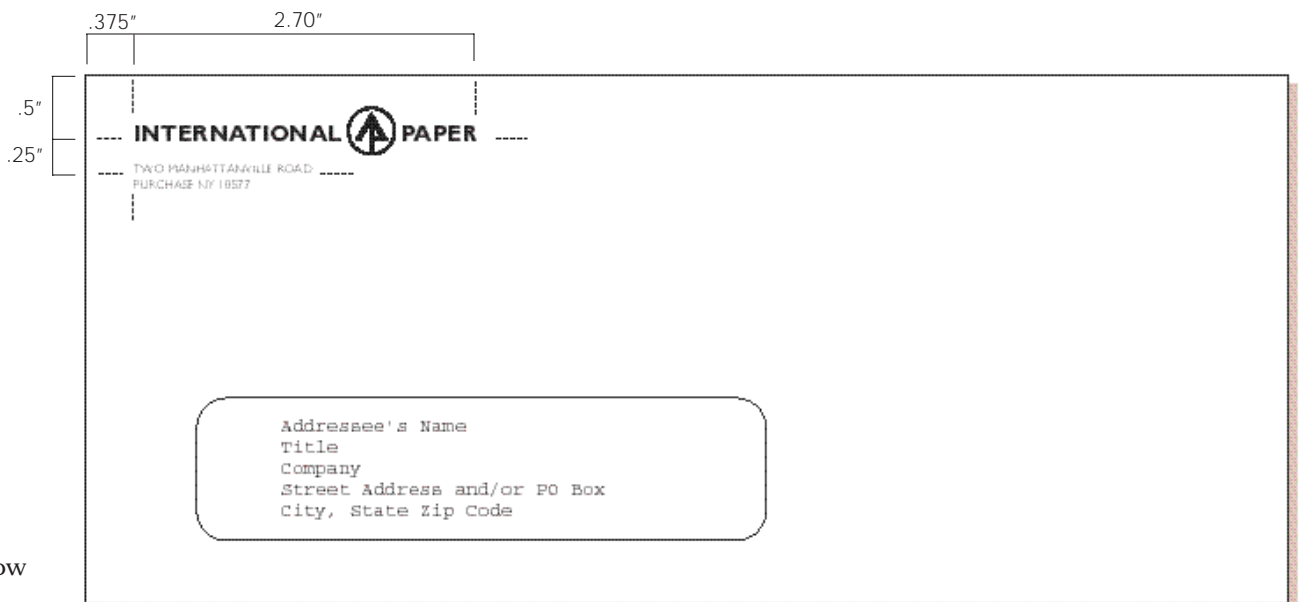 .375" 2.70"
.5"
INTERNATIONAL PAPER
.25"
TWO MANHATTANVILLE ROAD
PURCHASE NY 10577
Addressee's Name
Title
Company
Street Address and/or PO Box
City, State Zip Code